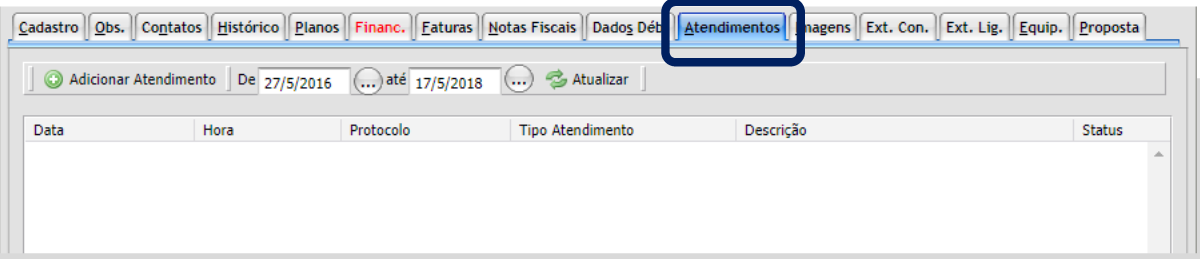 Cadastro Obs. Contatos Histórico Planos Financ. Faturas Notas Fiscais Dados Déb Atendimentos magens Ext. Con. Ext. Lig. Equip. Proposta
Adicionar Atendimento De 27/5/2016 ... até 17/5/2018 ... Atualizar
Data Hora Protocolo Tipo Atendimento Descrição Status